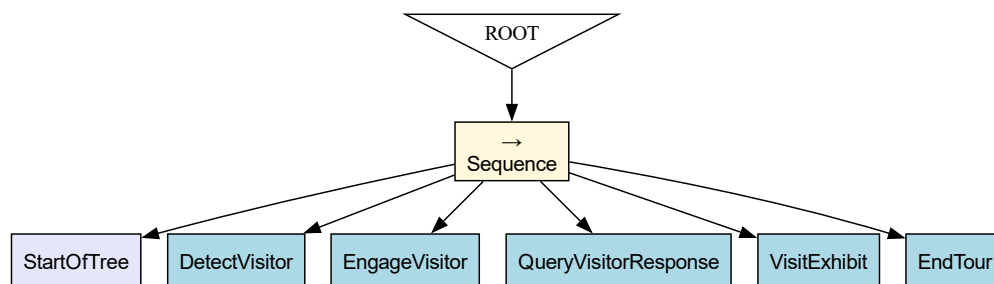 ROOT
→
Sequence
StartOfTree
DetectVisitor
EngageVisitor
QueryVisitorResponse
VisitExhibit
EndTour